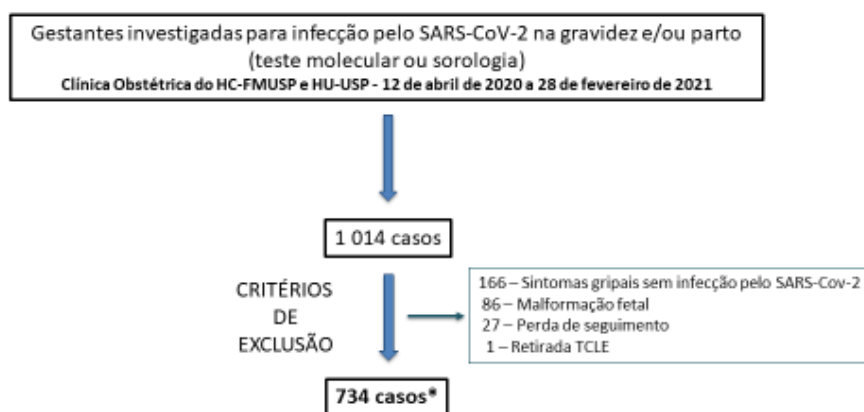 Gestantes investigadas para infecção pelo SARS-CoV-2 na gravidez e/ou parto
(teste molecular ou sorologia)
Clínica Obstétrica do HC-FMUSP e HU-USP - 12 de abril de 2020 a 28 de fevereiro de 2021
1 014 casos
CRITÉRIOS
DE
EXCLUSÃO
166 – Sintomas gripais sem infecção pelo SARS-Cov-2
86 – Malformação fetal
27 – Perda de seguimento
1 – Retirada TCLE
734 casos*